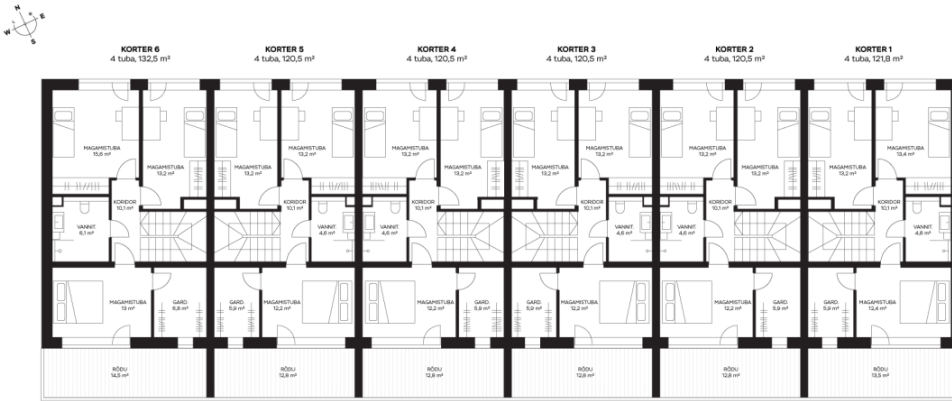 N
W E
S
KORTER 6
4 tuba, 132,5 m²
KORTER 5
4 tuba, 120,5 m²
KORTER 4
4 tuba, 120,5 m²
KORTER 3
4 tuba, 120,5 m²
KORTER 2
4 tuba, 120,5 m²
KORTER 1
4 tuba, 121,8 m²
MAGAMISTUBA
15,6 m²
MAGAMISTUBA
13,2 m²
KORIDOR
10,1 m²
VANNIT.
6,1 m²
MAGAMISTUBA
13 m²
GARD.
6,8 m²
RÕDU
14,5 m²
MAGAMISTUBA
13,2 m²
MAGAMISTUBA
13,2 m²
KORIDOR
10,1 m²
VANNIT.
4,6 m²
GARD.
5,9 m²
MAGAMISTUBA
12,2 m²
RÕDU
12,8 m²
MAGAMISTUBA
13,2 m²
MAGAMISTUBA
13,2 m²
KORIDOR
10,1 m²
VANNIT.
4,6 m²
MAGAMISTUBA
12,2 m²
GARD.
5,9 m²
RÕDU
12,8 m²
MAGAMISTUBA
13,2 m²
MAGAMISTUBA
13,2 m²
KORIDOR
10,1 m²
VANNIT.
4,6 m²
GARD.
5,9 m²
MAGAMISTUBA
12,2 m²
RÕDU
12,8 m²
MAGAMISTUBA
13,2 m²
MAGAMISTUBA
13,2 m²
KORIDOR
10,1 m²
VANNIT.
4,6 m²
MAGAMISTUBA
12,2 m²
GARD.
5,9 m²
RÕDU
12,8 m²
MAGAMISTUBA
13,2 m²
MAGAMISTUBA
13,4 m²
KORIDOR
10,1 m²
VANNIT.
4,8 m²
GARD.
5,9 m²
MAGAMISTUBA
12,4 m²
RÕDU
13,5 m²